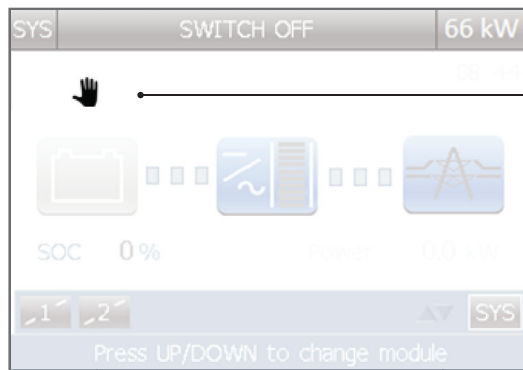 SYS SWITCH OFF 66 kW
SOC 0 % Power 0.0 kW
1 2 SYS
Press UP/DOWN to change module